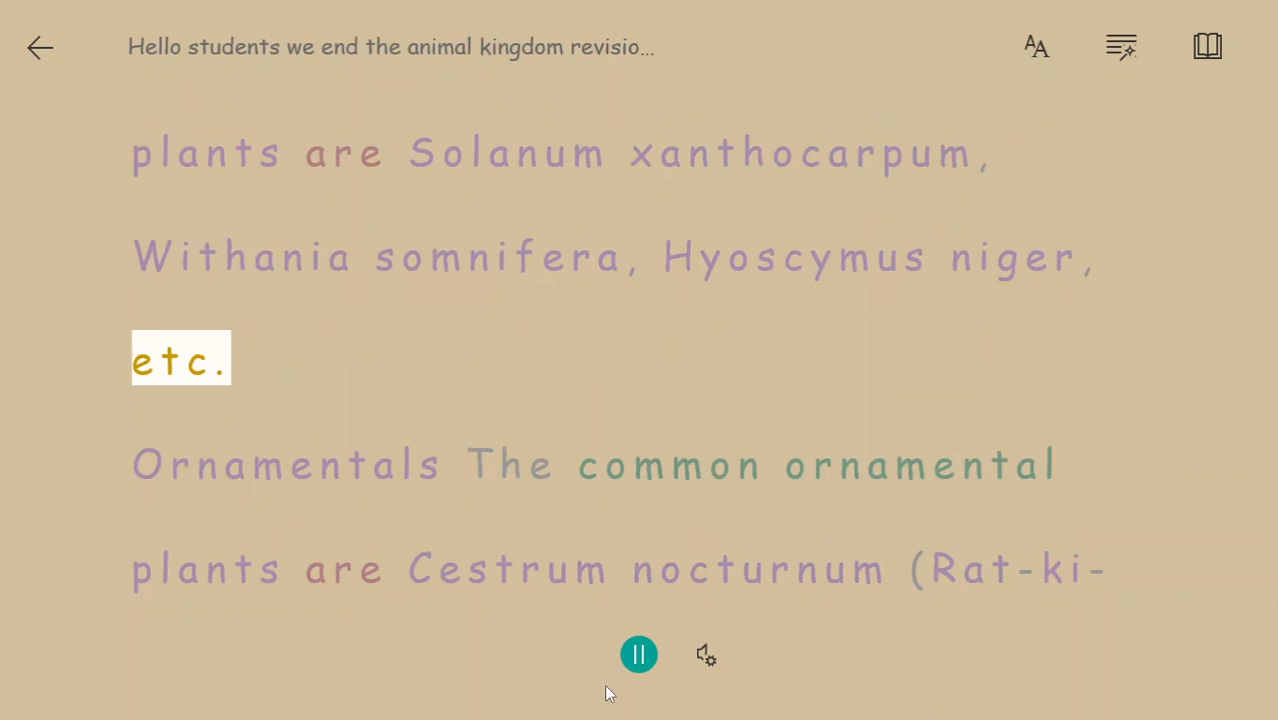 Hello students we end the animal kingdom revisio...
plants are Solanum xanthocarpum,
Withania somnifera, Hyoscymus niger,
etc.
Ornamentals The common ornamental
plants are Cestrum nocturnum (Rat-ki-